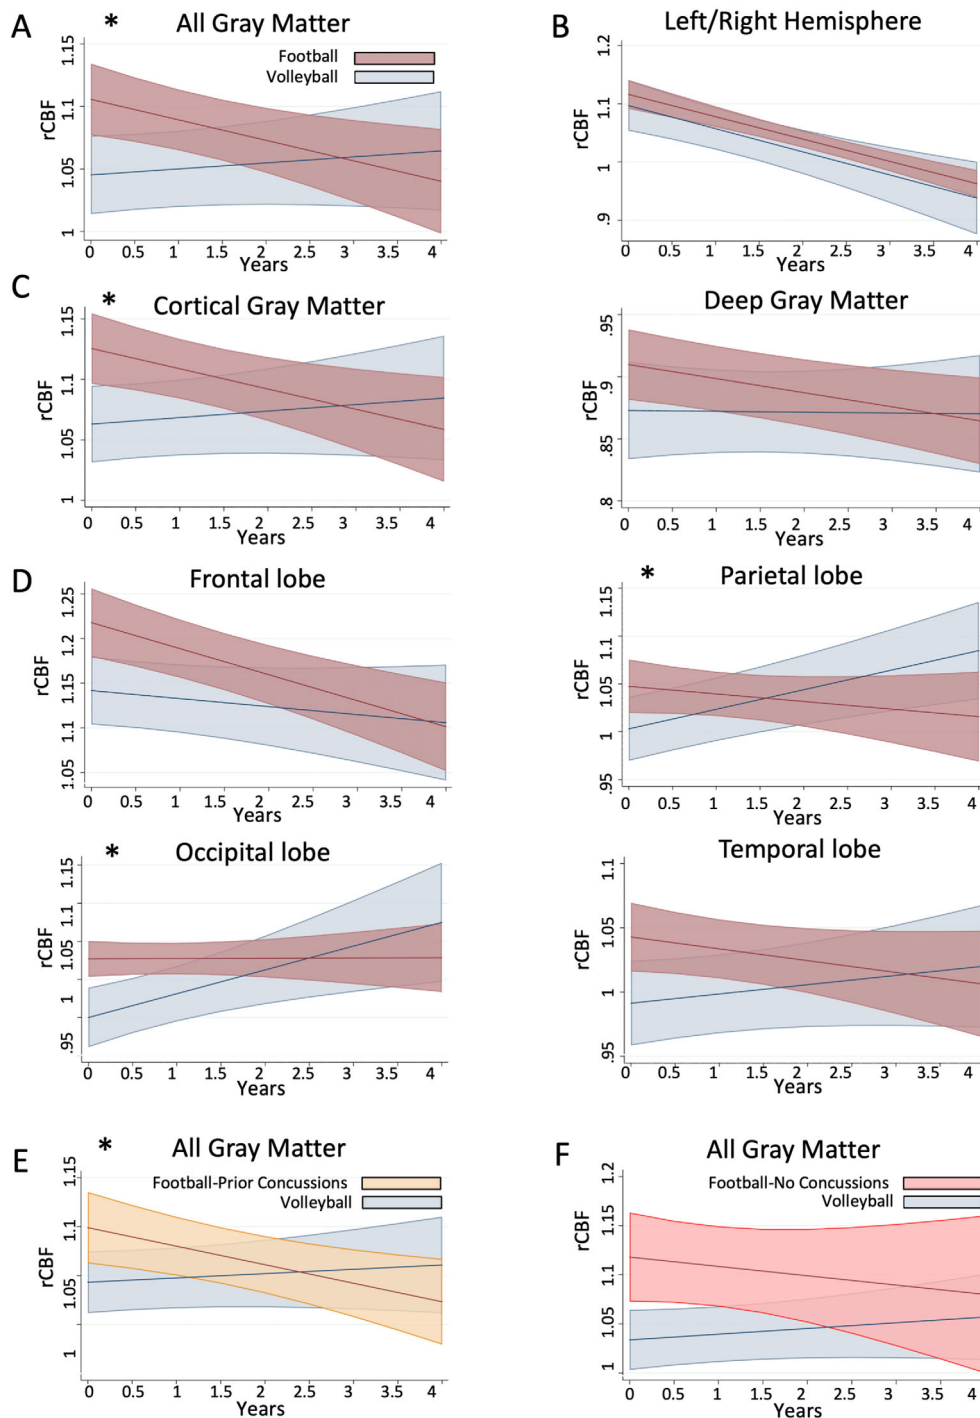 A * All Gray Matter
1.15
Football
Volleyball
1.1
rCBF
1.05
1
0 0.5 1 1.5 2 2.5 3 3.5 4
Years
B Left/Right Hemisphere
1.2
1.1
rCBF
1
.9
0 0.5 1 1.5 2 2.5 3 3.5 4
Years
C * Cortical Gray Matter
1.15
1.1
rCBF
1.05
1
0 0.5 1 1.5 2 2.5 3 3.5 4
Years
Deep Gray Matter
.95
.9
rCBF
.85
.8
0 0.5 1 1.5 2 2.5 3 3.5 4
Years
D Frontal lobe
1.25
1.2
rCBF
1.15
1.1
1.05
0 0.5 1 1.5 2 2.5 3 3.5 4
Years
* Parietal lobe
1.15
1.1
rCBF
1.05
1
.95
0 0.5 1 1.5 2 2.5 3 3.5 4
Years
* Occipital lobe
1.15
1.1
rCBF
1.05
1
.95
0 0.5 1 1.5 2 2.5 3 3.5 4
Years
Temporal lobe
1.1
1.05
rCBF
1
.95
0 0.5 1 1.5 2 2.5 3 3.5 4
Years
E * All Gray Matter
1.15
Football-Prior Concussions
Volleyball
1.1
rCBF
1.05
1
0 0.5 1 1.5 2 2.5 3 3.5 4
Years
F All Gray Matter
1.2
Football-No Concussions
Volleyball
1.15
rCBF
1.1
1.05
1
0 0.5 1 1.5 2 2.5 3 3.5 4
Years